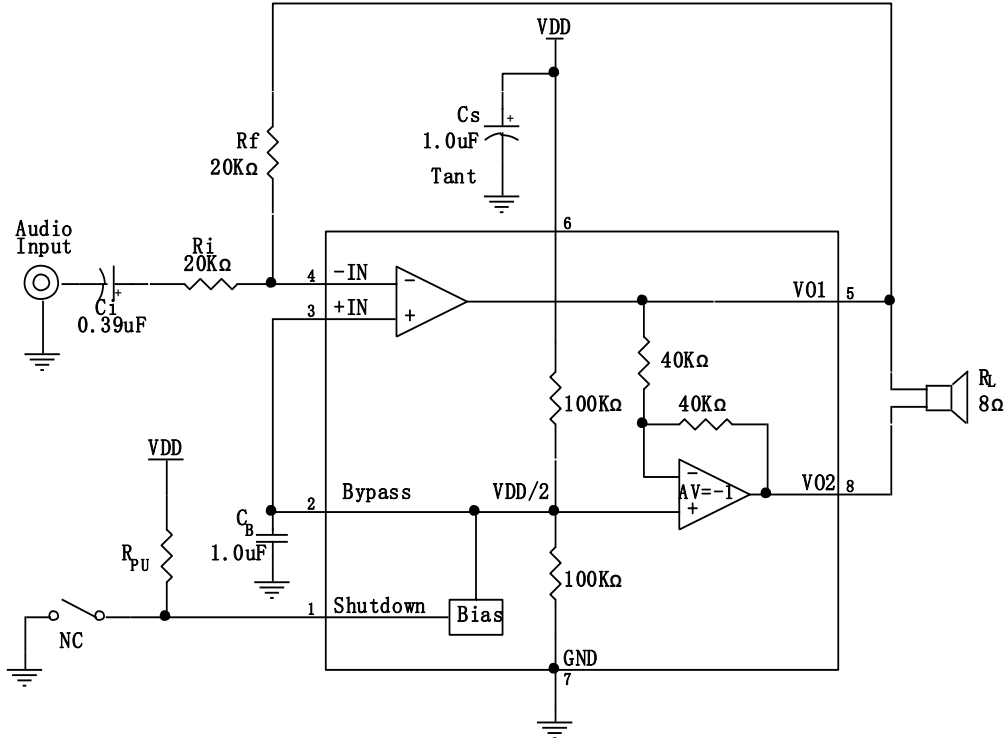 VDD
Cs
+
1.0uF
Tant
Rf
20KΩ
6
Audio
Input
Ri
20KΩ
+
Ci
0.39uF
4
-IN
3
+IN
−
+
VO1
5
40KΩ
40KΩ
100KΩ
RL
8Ω
VDD
2
Bypass
VDD/2
−
AV=-1
+
VO2
8
CB
1.0uF
RPU
100KΩ
1
Shutdown
Bias
NC
GND
7